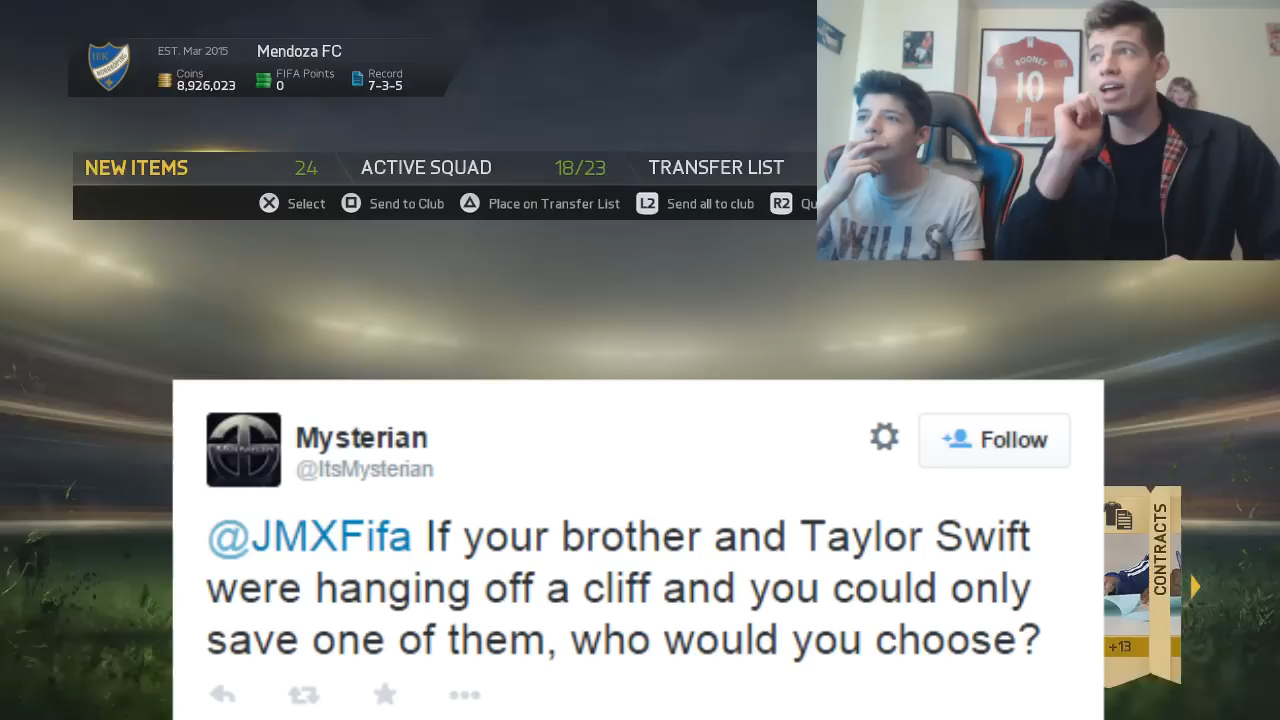 EST. Mar 2015 Mendoza FC
Coins 8,926,023
FIFA Points 0
Record 7-3-5
NEW ITEMS 24 ACTIVE SQUAD 18/23 TRANSFER LIST
Select Send to Club Place on Transfer List L2 Send all to club R2 Qu
ROONEY
10
WILLS
Mysterian
@ItsMysterian
Follow
@JMXFifa If your brother and Taylor Swift
were hanging off a cliff and you could only
save one of them, who would you choose?
CONTRACTS
+13